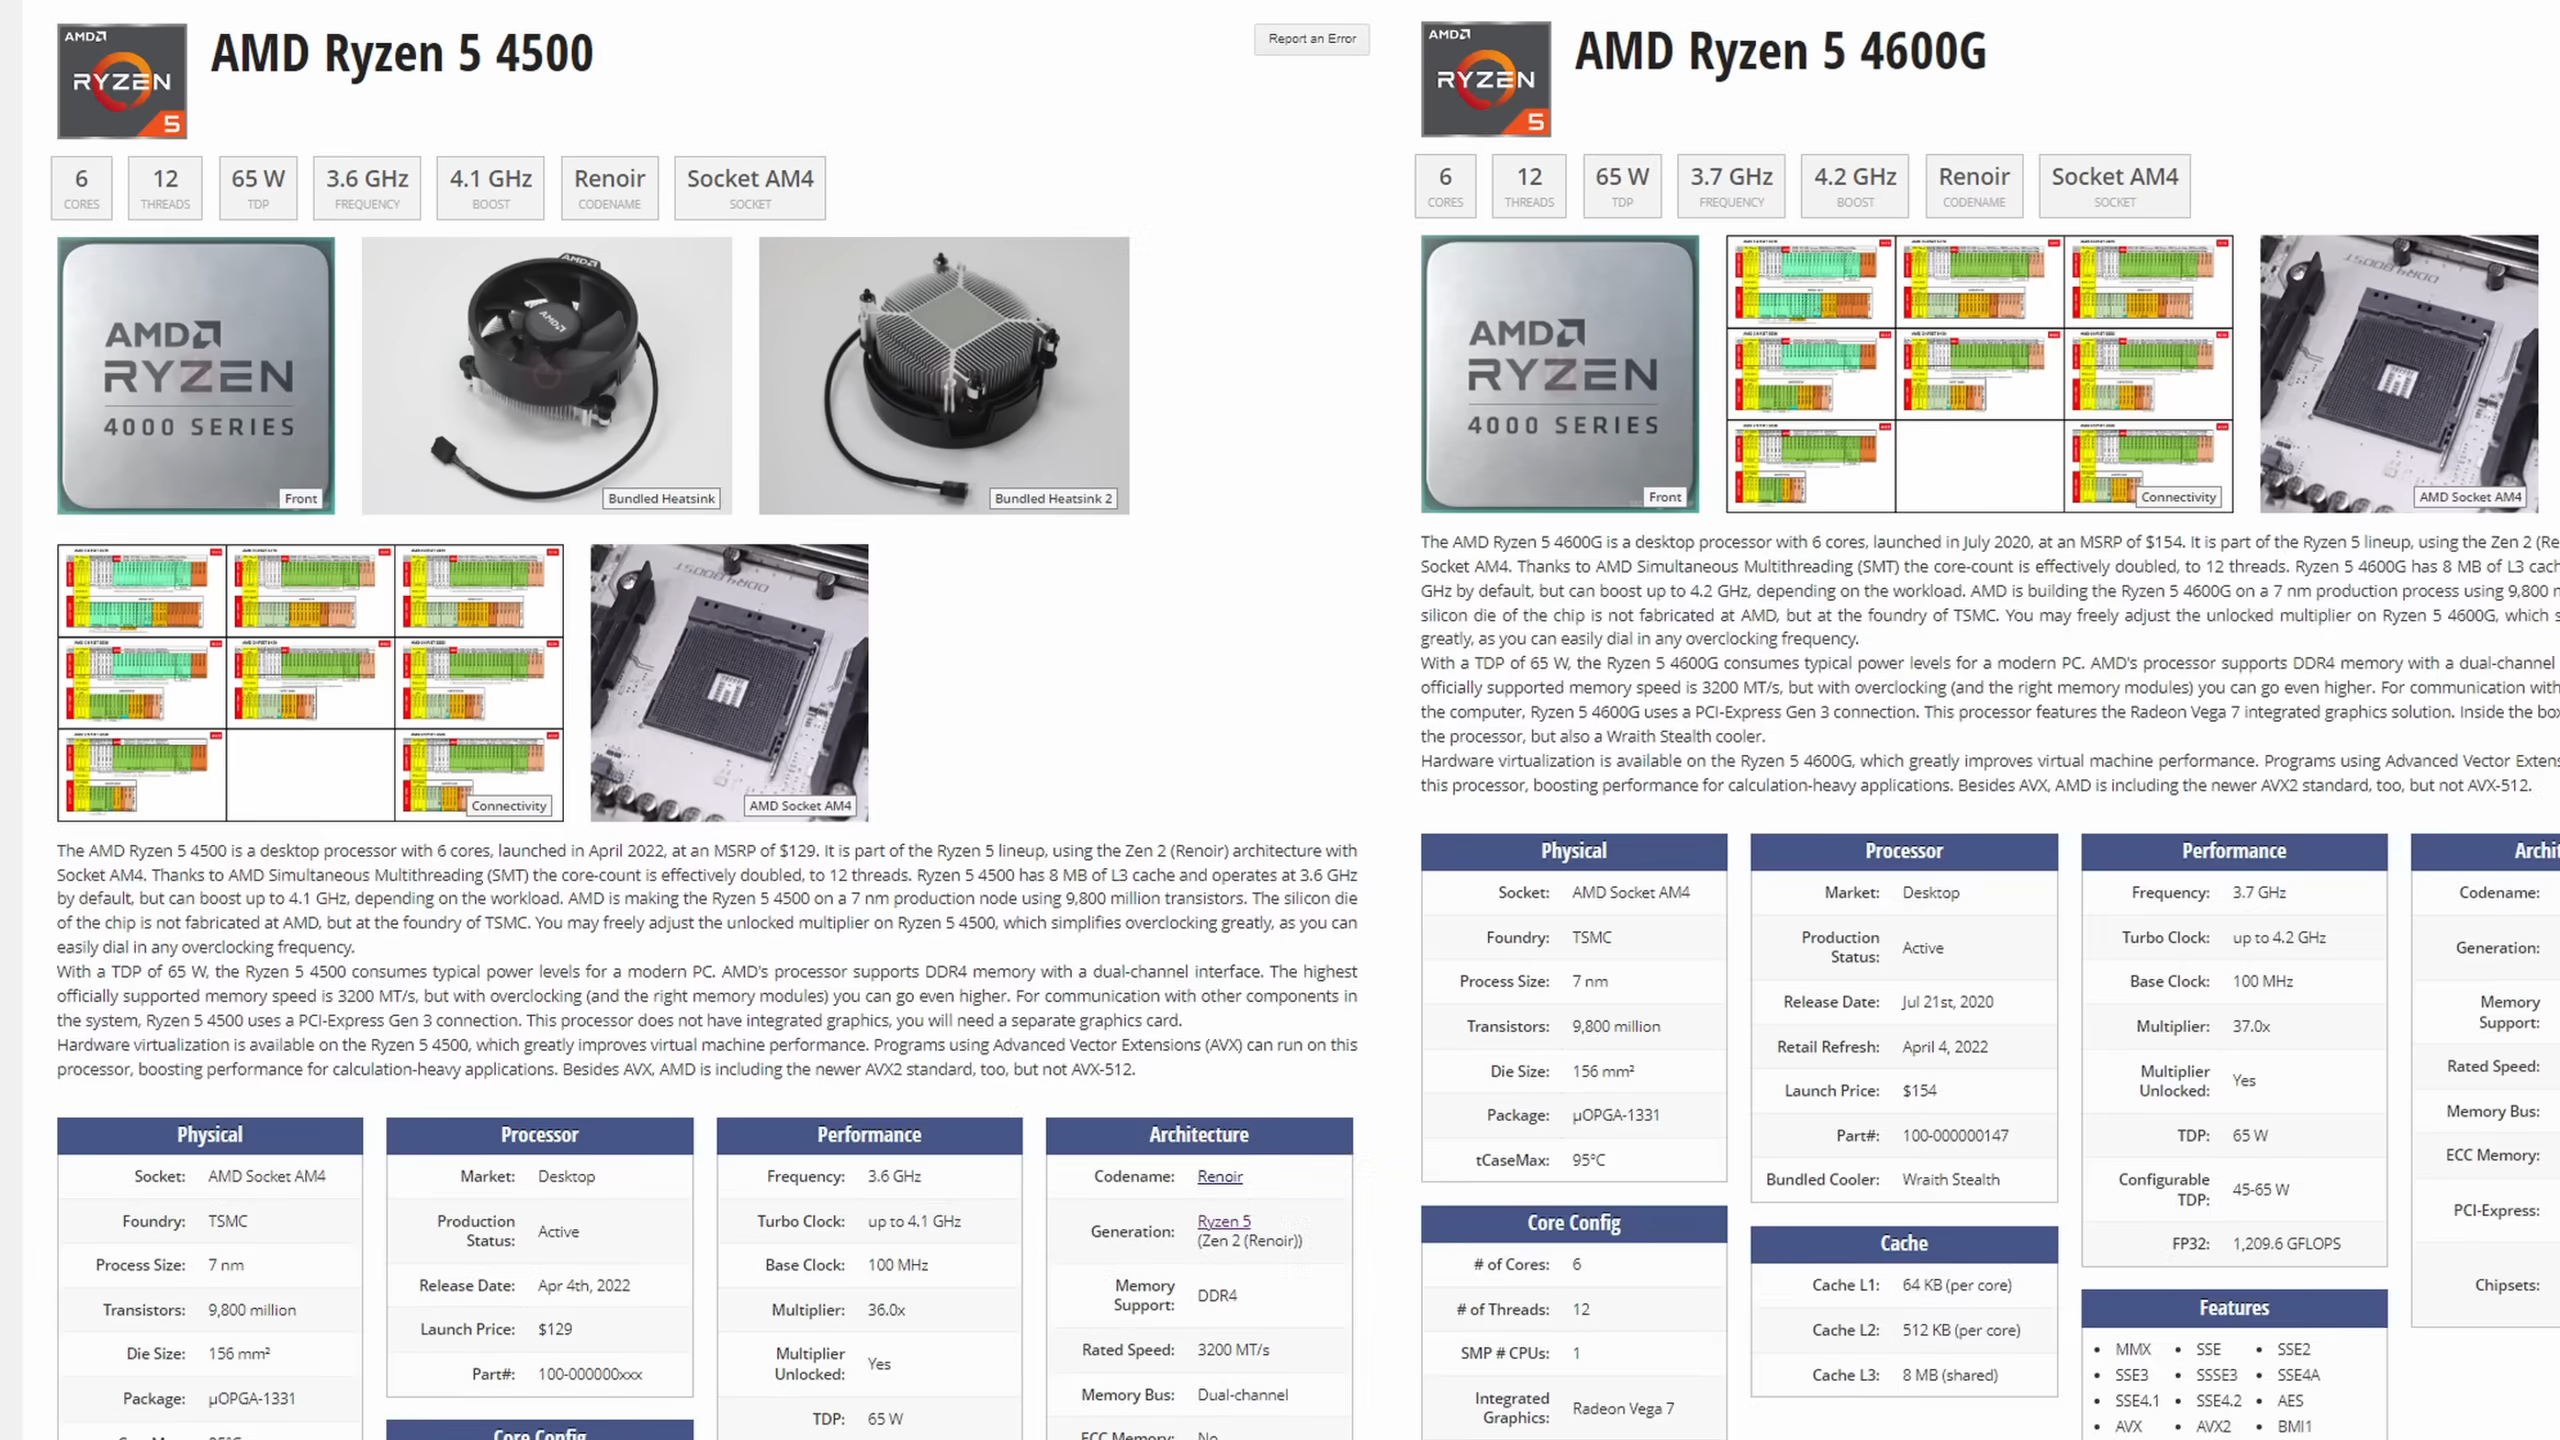 AMD
RYZEN
5
AMD Ryzen 5 4500
Report an Error
6
CORES
12
THREADS
65 W
TDP
3.6 GHz
FREQUENCY
4.1 GHz
BOOST
Renoir
CODENAME
Socket AM4
SOCKET
AMD
RYZEN
4000 SERIES
Front
AMD
AMD
Bundled Heatsink
Bundled Heatsink 2
Connectivity
DDR4 BOOST
AMD Socket AM4
The AMD Ryzen 5 4500 is a desktop processor with 6 cores, launched in April 2022, at an MSRP of $129. It is part of the Ryzen 5 lineup, using the Zen 2 (Renoir) architecture with
Socket AM4. Thanks to AMD Simultaneous Multithreading (SMT) the core-count is effectively doubled, to 12 threads. Ryzen 5 4500 has 8 MB of L3 cache and operates at 3.6 GHz
by default, but can boost up to 4.1 GHz, depending on the workload. AMD is making the Ryzen 5 4500 on a 7 nm production node using 9,800 million transistors. The silicon die
of the chip is not fabricated at AMD, but at the foundry of TSMC. You may freely adjust the unlocked multiplier on Ryzen 5 4500, which simplifies overclocking greatly, as you can
easily dial in any overclocking frequency.
With a TDP of 65 W, the Ryzen 5 4500 consumes typical power levels for a modern PC. AMD's processor supports DDR4 memory with a dual-channel interface. The highest
officially supported memory speed is 3200 MT/s, but with overclocking (and the right memory modules) you can go even higher. For communication with other components in
the system, Ryzen 5 4500 uses a PCI-Express Gen 3 connection. This processor does not have integrated graphics, you will need a separate graphics card.
Hardware virtualization is available on the Ryzen 5 4500, which greatly improves virtual machine performance. Programs using Advanced Vector Extensions (AVX) can run on this
processor, boosting performance for calculation-heavy applications. Besides AVX, AMD is including the newer AVX2 standard, too, but not AVX-512.
Physical
Socket: AMD Socket AM4
Foundry: TSMC
Process Size: 7 nm
Transistors: 9,800 million
Die Size: 156 mm²
Package: µOPGA-1331
Processor
Market: Desktop
Production
Status: Active
Release Date: Apr 4th, 2022
Launch Price: $129
Part#: 100-000000xxx
Core Config
Performance
Frequency: 3.6 GHz
Turbo Clock: up to 4.1 GHz
Base Clock: 100 MHz
Multiplier: 36.0x
Multiplier
Unlocked: Yes
TDP: 65 W
Architecture
Codename: Renoir
Generation: Ryzen 5
(Zen 2 (Renoir))
Memory
Support: DDR4
Rated Speed: 3200 MT/s
Memory Bus: Dual-channel
ECC Memory: No
AMD
RYZEN
5
AMD Ryzen 5 4600G
6
CORES
12
THREADS
65 W
TDP
3.7 GHz
FREQUENCY
4.2 GHz
BOOST
Renoir
CODENAME
Socket AM4
SOCKET
AMD
RYZEN
4000 SERIES
Front
Connectivity
DDR4 BOOST
AMD Socket AM4
The AMD Ryzen 5 4600G is a desktop processor with 6 cores, launched in July 2020, at an MSRP of $154. It is part of the Ryzen 5 lineup, using the Zen 2 (Re
Socket AM4. Thanks to AMD Simultaneous Multithreading (SMT) the core-count is effectively doubled, to 12 threads. Ryzen 5 4600G has 8 MB of L3 cach
GHz by default, but can boost up to 4.2 GHz, depending on the workload. AMD is building the Ryzen 5 4600G on a 7 nm production process using 9,800 m
silicon die of the chip is not fabricated at AMD, but at the foundry of TSMC. You may freely adjust the unlocked multiplier on Ryzen 5 4600G, which s
greatly, as you can easily dial in any overclocking frequency.
With a TDP of 65 W, the Ryzen 5 4600G consumes typical power levels for a modern PC. AMD's processor supports DDR4 memory with a dual-channel
officially supported memory speed is 3200 MT/s, but with overclocking (and the right memory modules) you can go even higher. For communication with
the computer, Ryzen 5 4600G uses a PCI-Express Gen 3 connection. This processor features the Radeon Vega 7 integrated graphics solution. Inside the box
the processor, but also a Wraith Stealth cooler.
Hardware virtualization is available on the Ryzen 5 4600G, which greatly improves virtual machine performance. Programs using Advanced Vector Extens
this processor, boosting performance for calculation-heavy applications. Besides AVX, AMD is including the newer AVX2 standard, too, but not AVX-512.
Physical
Socket: AMD Socket AM4
Foundry: TSMC
Process Size: 7 nm
Transistors: 9,800 million
Die Size: 156 mm²
Package: µOPGA-1331
tCaseMax: 95°C
Core Config
# of Cores: 6
# of Threads: 12
SMP # CPUs: 1
Integrated
Graphics: Radeon Vega 7
Processor
Market: Desktop
Production
Status: Active
Release Date: Jul 21st, 2020
Retail Refresh: April 4, 2022
Launch Price: $154
Part#: 100-000000147
Bundled Cooler: Wraith Stealth
Cache
Cache L1: 64 KB (per core)
Cache L2: 512 KB (per core)
Cache L3: 8 MB (shared)
Performance
Frequency: 3.7 GHz
Turbo Clock: up to 4.2 GHz
Base Clock: 100 MHz
Multiplier: 37.0x
Multiplier
Unlocked: Yes
TDP: 65 W
Configurable
TDP: 45-65 W
FP32: 1,209.6 GFLOPS
Features
• MMX • SSE • SSE2
• SSE3 • SSSE3 • SSE4A
• SSE4.1 • SSE4.2 • AES
• AVX • AVX2 • BMI1
Archit
Codename:
Generation:
Memory
Support:
Rated Speed:
Memory Bus:
ECC Memory:
PCI-Express:
Chipsets: